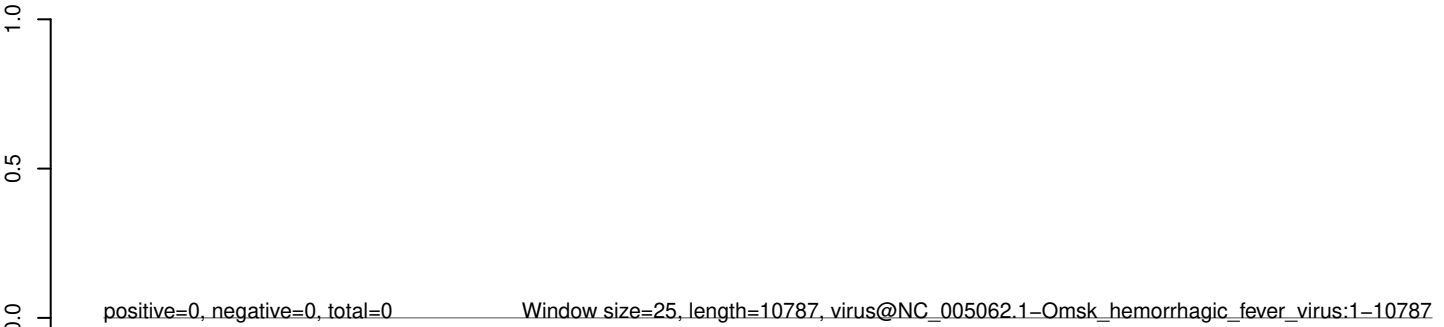 1.0
0.5
0.0
positive=0, negative=0, total=0 Window size=25, length=10787, virus@NC_005062.1−Omsk_hemorrhagic_fever_virus:1−10787